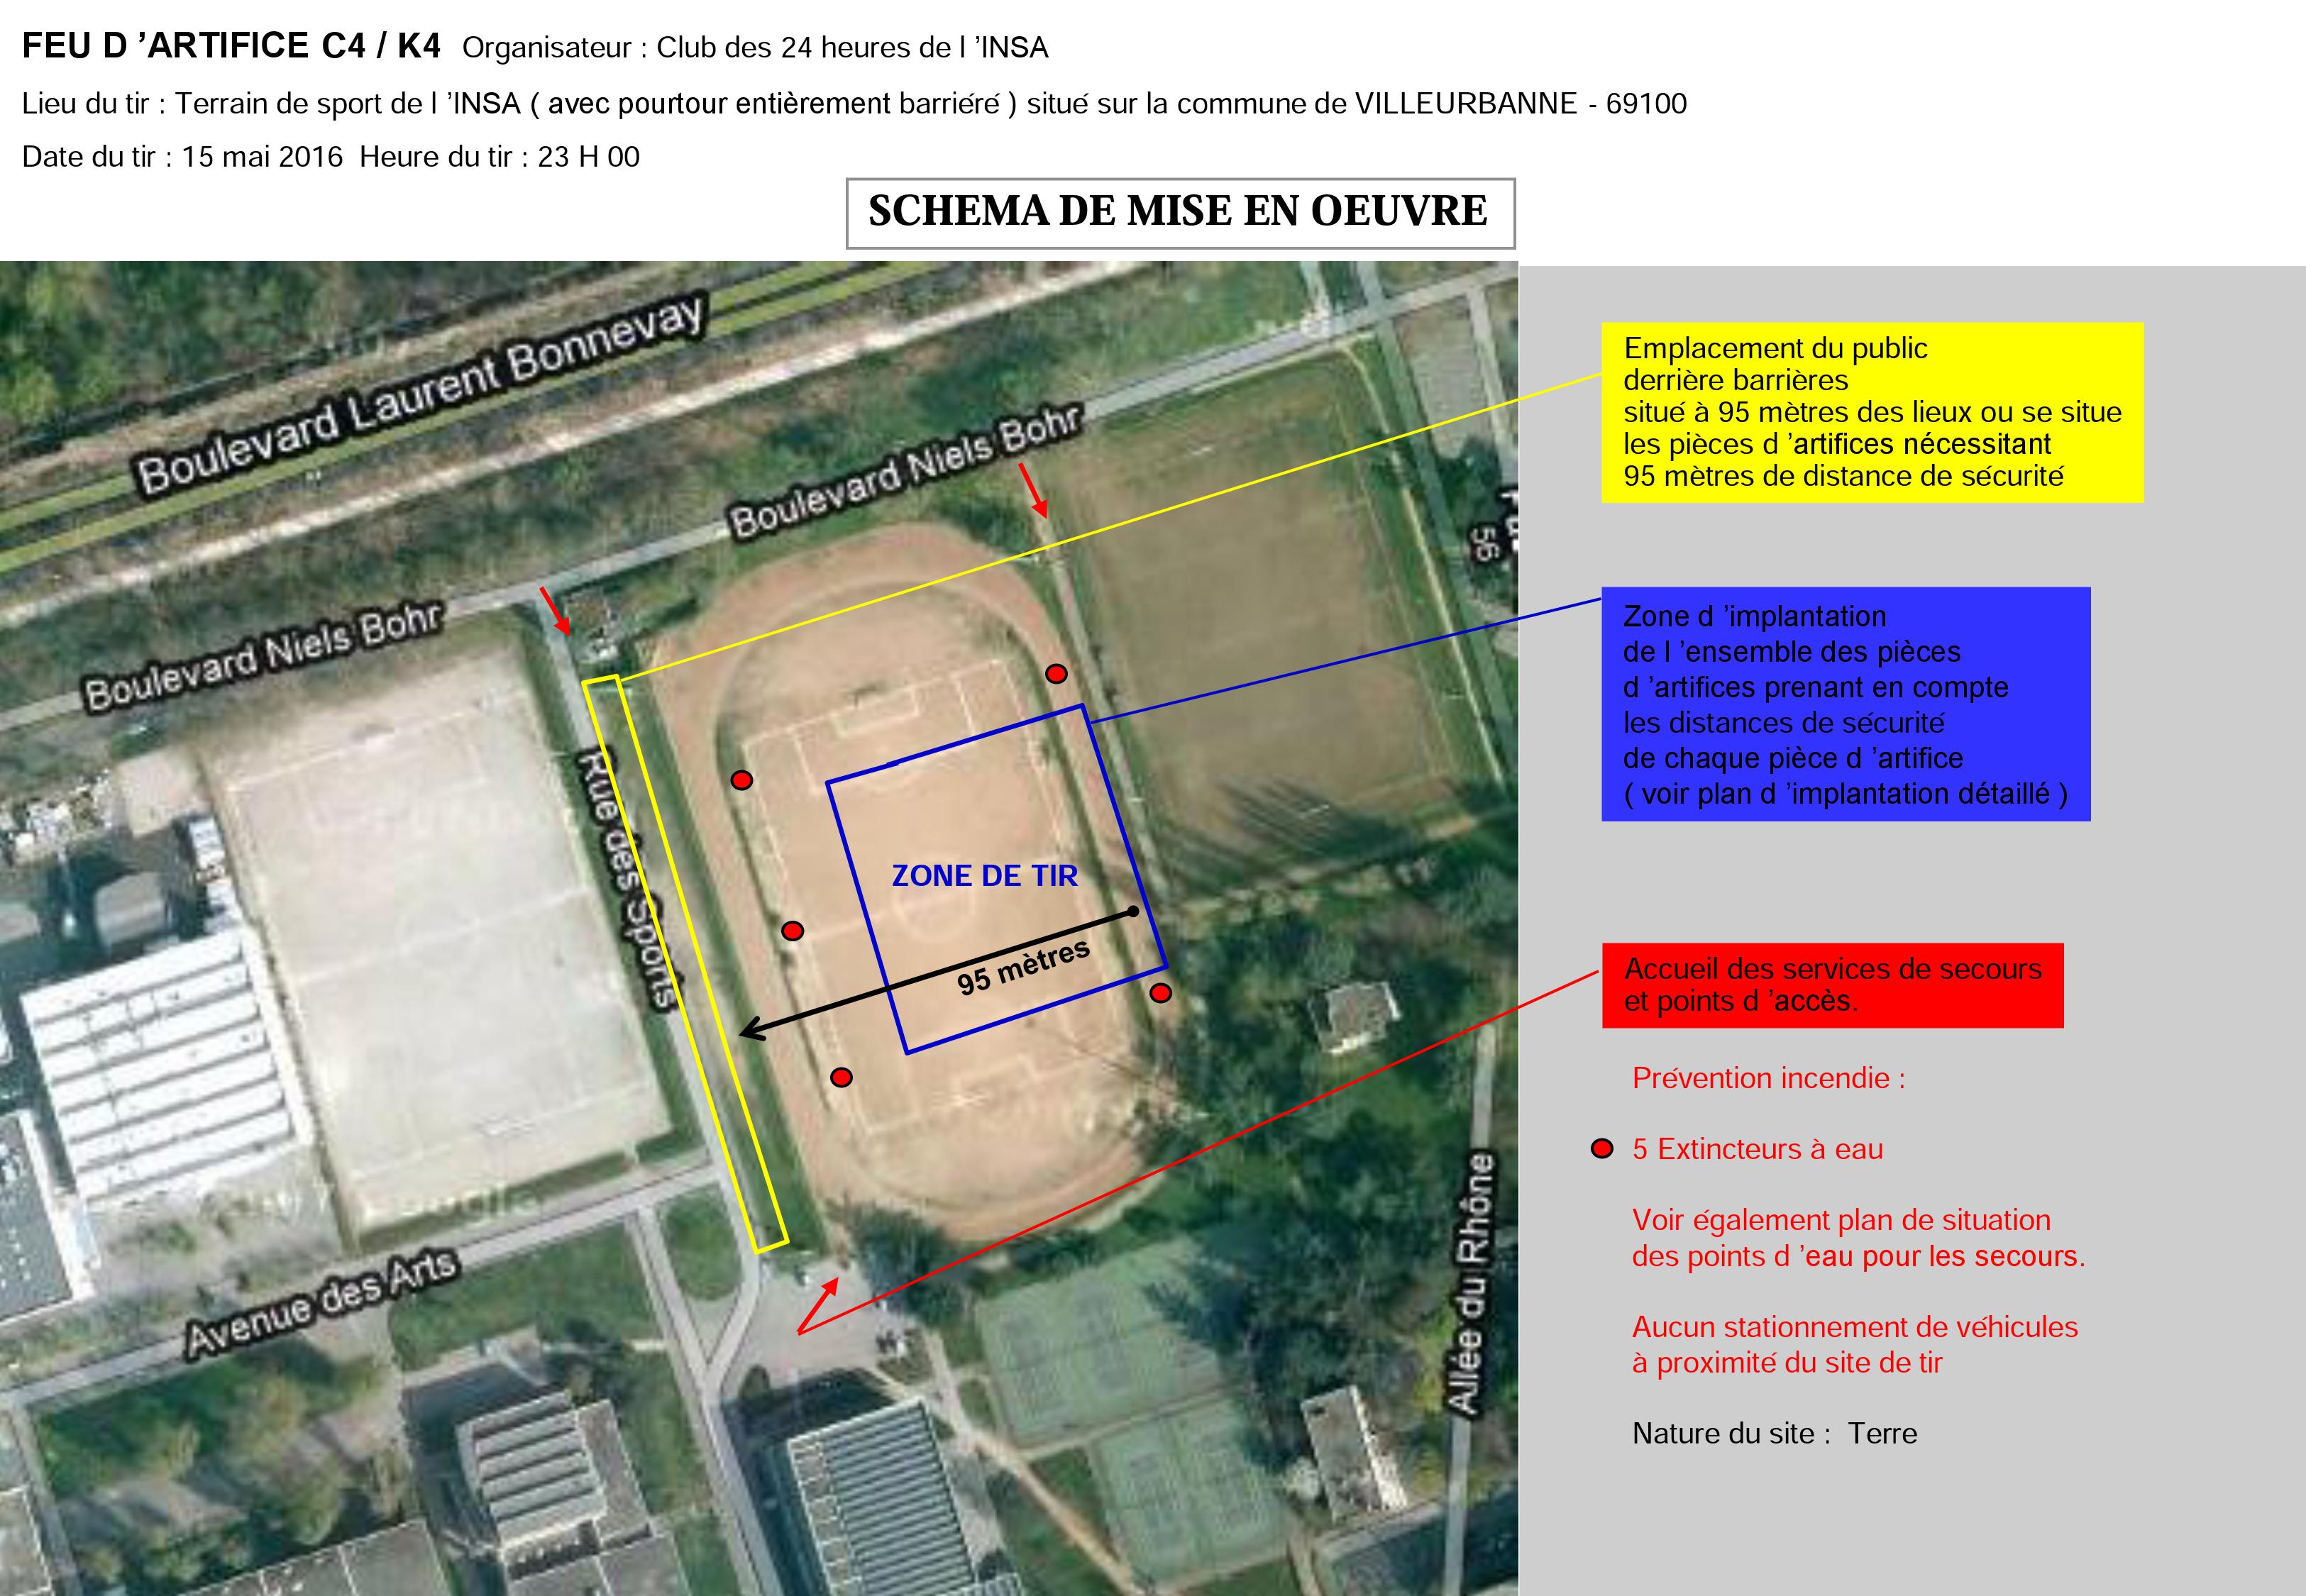 FEU D ’ARTIFICE C4 / K4 Organisateur : Club des 24 heures de l ’INSA
Lieu du tir : Terrain de sport de l ’INSA ( avec pourtour entièrement barriéré ) situé sur la commune de VILLEURBANNE - 69100
Date du tir : 15 mai 2016 Heure du tir : 23 H 00
SCHEMA DE MISE EN OEUVRE
Boulevard Laurent Bonnevay
Boulevard Niels Bohr
Boulevard Niels Bohr
56
Rue des Sports
ZONE DE TIR
95 mètres
Avenue des Arts
Allée du Rhône
Emplacement du public
derrière barrières
situé à 95 mètres des lieux ou se situe
les pièces d ’artifices nécessitant
95 mètres de distance de sécurité
Zone d ’implantation
de l ’ensemble des pièces
d ’artifices prenant en compte
les distances de sécurité
de chaque pièce d ’artifice
( voir plan d ’implantation détaillé )
Accueil des services de secours
et points d ’accès.
Prévention incendie :
5 Extincteurs à eau
Voir également plan de situation
des points d ’eau pour les secours.
Aucun stationnement de véhicules
à proximité du site de tir
Nature du site : Terre